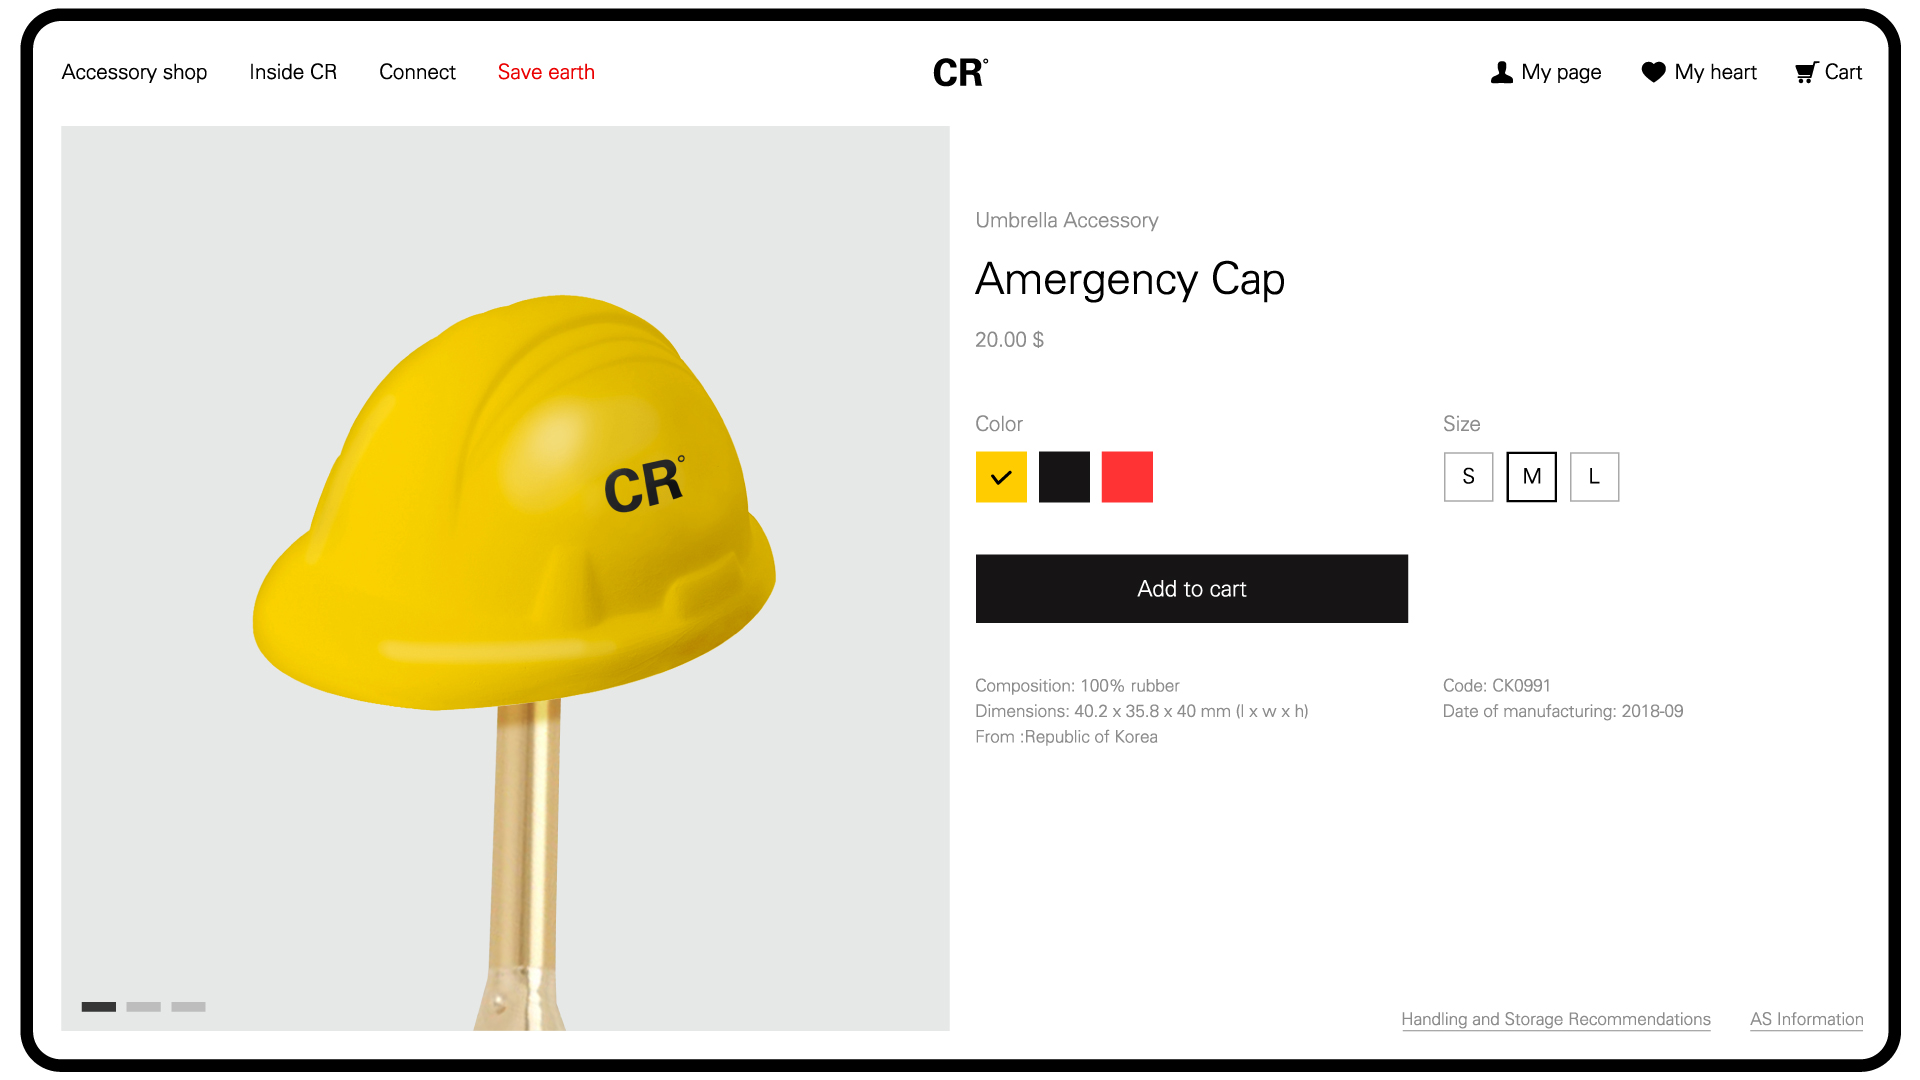 Accessory shop
Inside CR
Connect
Save earth
CR°
My page
My heart
Cart
CR°
Umbrella Accessory
Amergency Cap
20.00 $
Color
Size
S
M
L
Add to cart
Composition: 100% rubber
Dimensions: 40.2 x 35.8 x 40 mm (l x w x h)
From :Republic of Korea
Code: CK0991
Date of manufacturing: 2018-09
Handling and Storage Recommendations
AS Information